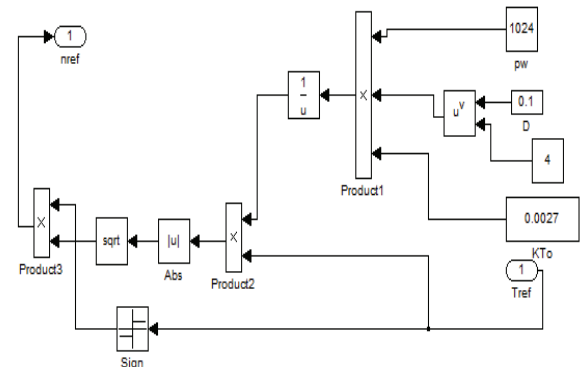 1
nref
1024
pw
1
u
X
u^v
0.1
D
4
Product1
0.0027
KTo
X
sqrt
|u|
X
1
Tref
Product3
Abs
Product2
Sign